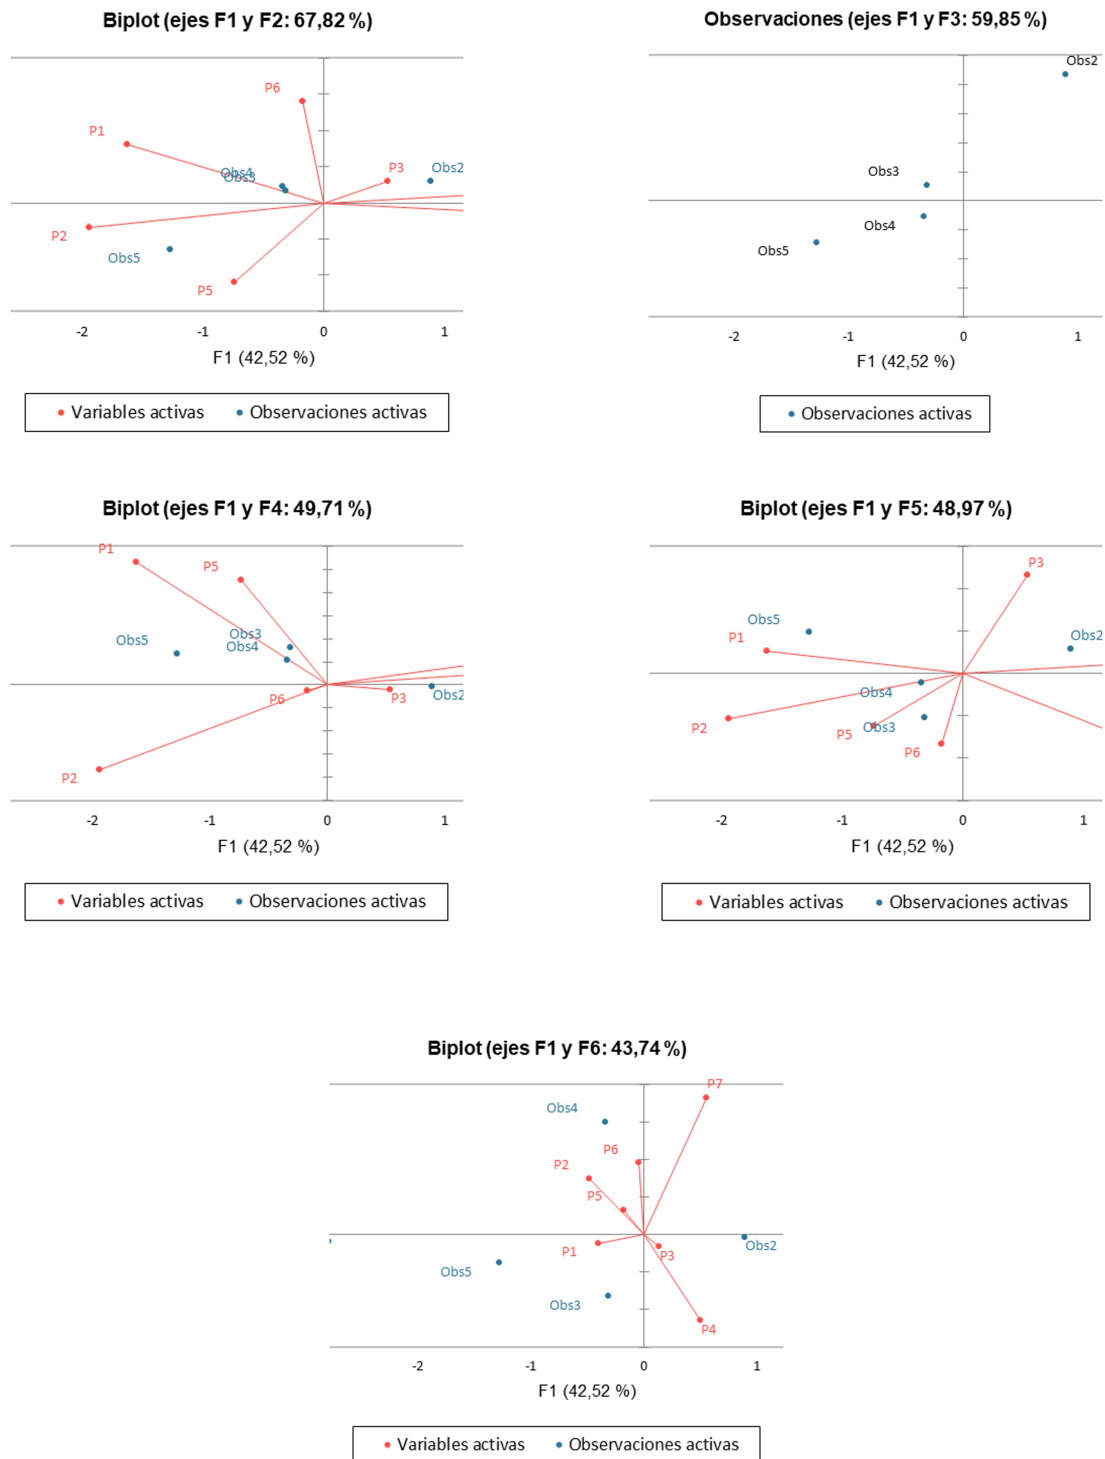 Biplot (ejes F1 y F2: 67,82 %)
P6
P1
Obs4
Obs3
P3
Obs2
P2
Obs5
P5
-2 -1 0 1
F1 (42,52 %)
Variables activas Observaciones activas
Observaciones (ejes F1 y F3: 59,85 %)
Obs2
Obs3
Obs4
Obs5
-2 -1 0 1
F1 (42,52 %)
Observaciones activas
Biplot (ejes F1 y F4: 49,71 %)
P1
P5
Obs5
Obs3
Obs4
P6
P3
Obs2
P2
-2 -1 0 1
F1 (42,52 %)
Variables activas Observaciones activas
Biplot (ejes F1 y F5: 48,97 %)
P3
Obs5
P1
Obs2
Obs4
P2
P5
Obs3
P6
-2 -1 0 1
F1 (42,52 %)
Variables activas Observaciones activas
Biplot (ejes F1 y F6: 43,74 %)
P7
Obs4
P6
P2
P5
P1
P3
Obs2
Obs5
Obs3
P4
-2 -1 0 1
F1 (42,52 %)
Variables activas Observaciones activas